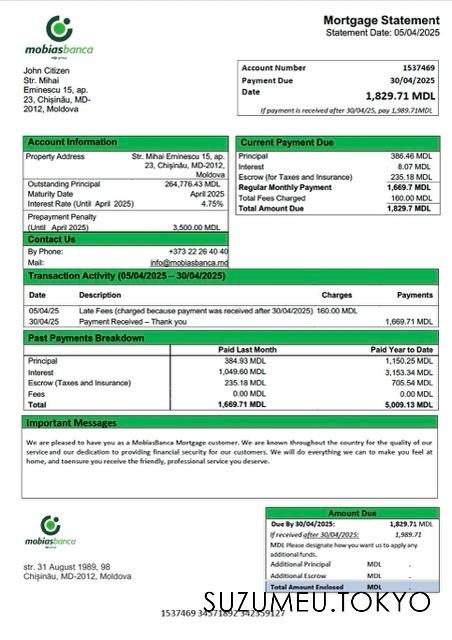 mobiasbanca
Mortgage Statement
Statement Date: 05/04/2025
John Citizen
Str. Mihai
Eminescu 15, ap.
23, Chișinău, MD-
2012, Moldova
Account Number 1537469
Payment Due 30/04/2025
Date
1,829.71 MDL
If payment is received after 30/04/25, pay 1,989.71MDL
Account Information
Property Address Str. Mihai Eminescu 15, ap.
23, Chișinău, MD-2012,
Moldova
Outstanding Principal 264,776.43 MDL
Maturity Date April 2025
Interest Rate (Until April 2025) 4.75%
Prepayment Penalty
(Until April 2025) 3,500.00 MDL
Contact Us
By Phone: +373 22 26 40 40
Mail: info@mobiasbanca.md
Current Payment Due
Principal 386.46 MDL
Interest 8.07 MDL
Escrow (for Taxes and Insurance) 235.18 MDL
Regular Monthly Payment 1,669.7 MDL
Total Fees Charged 160.00 MDL
Total Amount Due 1,829.7 MDL
Transaction Activity (05/04/2025 – 30/04/2025)
Date Description Charges Payments
05/04/25 Late Fees (charged because payment was received after 30/04/2025) 160.00 MDL
30/04/25 Payment Received – Thank you 1,669.71 MDL
Past Payments Breakdown
Paid Last Month Paid Year to Date
Principal 384.93 MDL 1,150.25 MDL
Interest 1,049.60 MDL 3,153.34 MDL
Escrow (Taxes and Insurance) 235.18 MDL 705.54 MDL
Fees 0.00 MDL 0.00 MDL
Total 1,669.71 MDL 5,009.13 MDL
Important Messages
We are pleased to have you as a MobiasBanca Mortgage customer. We are known throughout the country for the quality of our
service and our dedication to providing financial security for our customers. We will do everything we can to make you feel at
home, and toensure you receive the friendly, professional service you deserve.
mobiasbanca
str. 31 August 1989, 98
Chișinău, MD-2012, Moldova
Amount Due
Due By 30/04/2025: 1,829.71 MDL
If received after 30/04/2025: 1,989.71
MDL Please designate how you want us to apply any
additional funds.
Additional Principal MDL .
Additional Escrow MDL .
Total Amount Enclosed MDL .
1537469 34571892 342359127
SUZUMEU.TOKYO